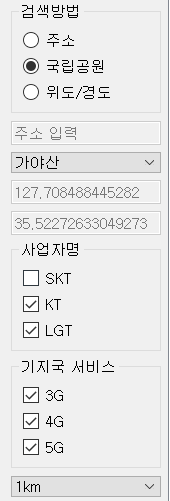 검색방법
주소
국립공원
위도/경도
주소 입력
가야산
127,708488445282
35,52272633049273
사업자명
SKT
KT
LGT
기지국 서비스
3G
4G
5G
1km